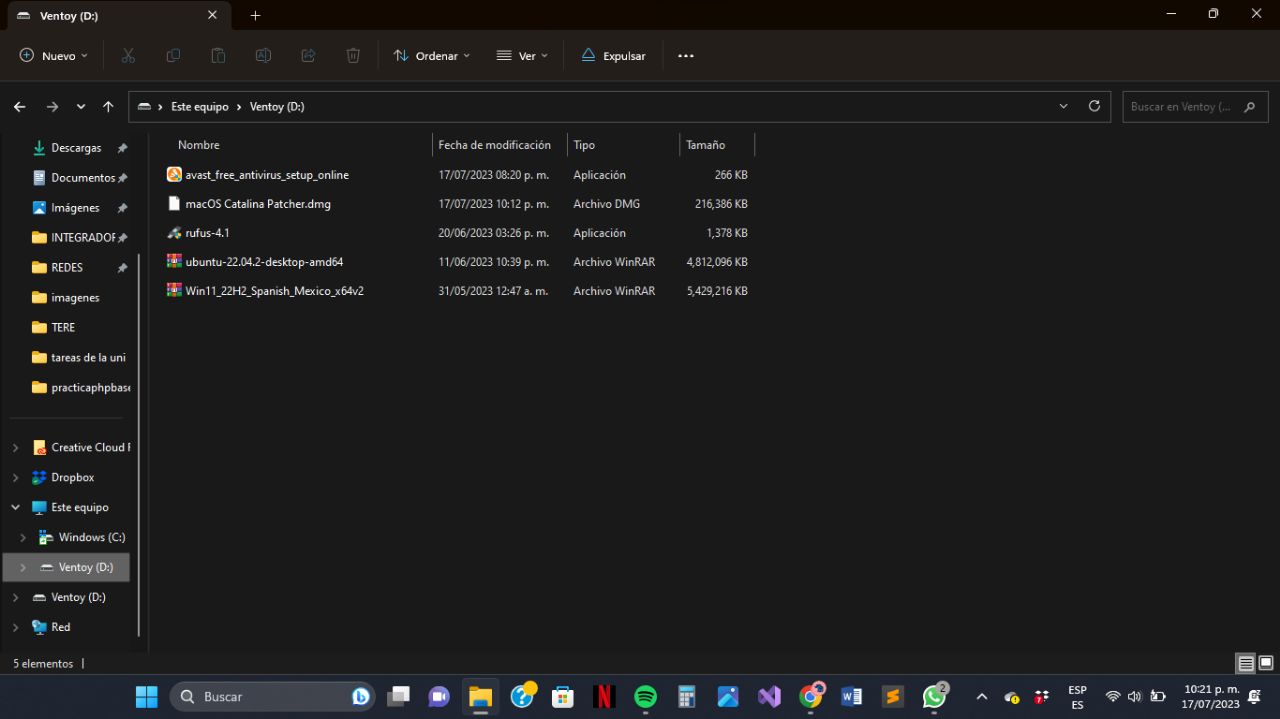 Ventoy (D:)
Nuevo
Ordenar
Ver
Expulsar
Este equipo
Ventoy (D:)
Buscar en Ventoy (...
Nombre
Fecha de modificación
Tipo
Tamaño
avast_free_antivirus_setup_online 17/07/2023 08:20 p. m. Aplicación 266 KB
macOS Catalina Patcher.dmg 17/07/2023 10:12 p. m. Archivo DMG 216,386 KB
rufus-4.1 20/06/2023 03:26 p. m. Aplicación 1,378 KB
ubuntu-22.04.2-desktop-amd64 11/06/2023 10:39 p. m. Archivo WinRAR 4,812,096 KB
Win11_22H2_Spanish_Mexico_x64v2 31/05/2023 12:47 a. m. Archivo WinRAR 5,429,216 KB
Descargas
Documentos
Imágenes
INTEGRADOR
REDES
imagenes
TERE
tareas de la uni
practicaphpbase
Creative Cloud F
Dropbox
Este equipo
Windows (C:)
Ventoy (D:)
Ventoy (D:)
Red
5 elementos
Buscar
2
7
ESP
ES
10:21 p. m.
17/07/2023